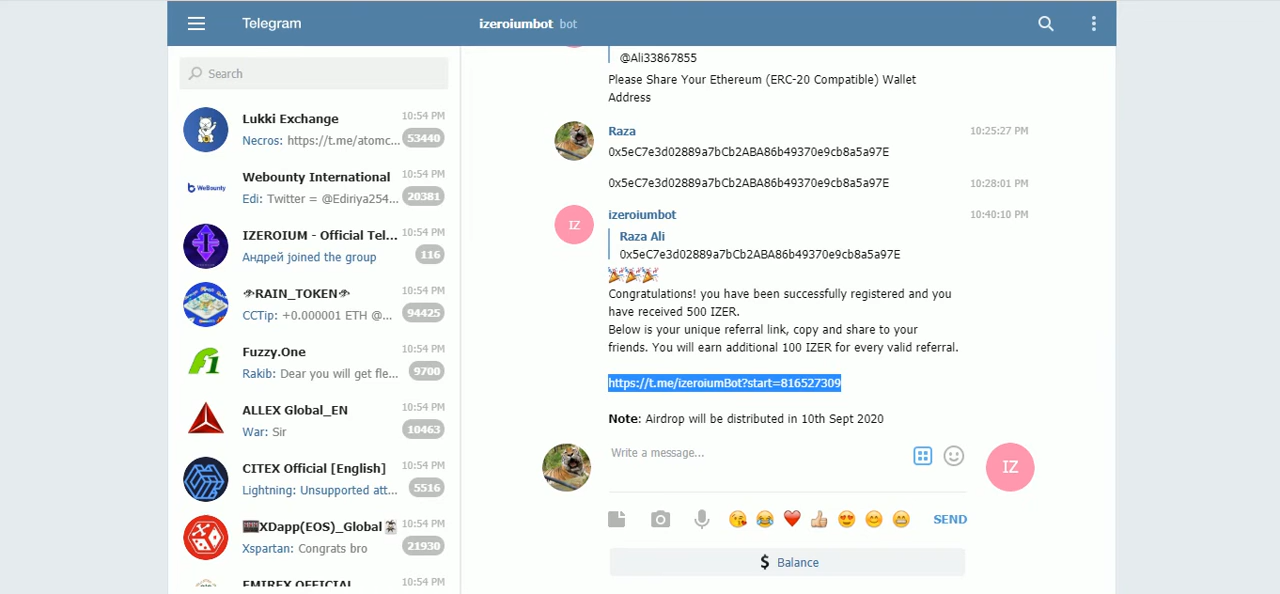 Telegram
izeroiumbot bot
Search
Lukki Exchange 10:54 PM
Necros: https://t.me/atomc... 53440
WeBounty
Webounty International 10:54 PM
Edi: Twitter = @Ediriya254... 20381
IZEROIUM - Official Tel... 10:54 PM
Андрей joined the group 116
RAIN_TOKEN 10:54 PM
CCTip: +0.000001 ETH @... 94425
Fuzzy.One 10:54 PM
Rakib: Dear you will get fle... 9700
ALLEX Global_EN 10:54 PM
War: Sir 10463
CITEX Official [English] 10:54 PM
Lightning: Unsupported att... 5516
XDapp(EOS)_Global 10:54 PM
Xspartan: Congrats bro 21930
EMIREX OFFICIAL 10:54 PM
@Ali33867855
Please Share Your Ethereum (ERC-20 Compatible) Wallet
Address
Raza 10:25:27 PM
0x5eC7e3d02889a7bCb2ABA86b49370e9cb8a5a97E
0x5eC7e3d02889a7bCb2ABA86b49370e9cb8a5a97E 10:28:01 PM
IZ
izeroiumbot 10:40:10 PM
Raza Ali
0x5eC7e3d02889a7bCb2ABA86b49370e9cb8a5a97E
🎉🎉🎉
Congratulations! you have been successfully registered and you
have received 500 IZER.
Below is your unique referral link, copy and share to your
friends. You will earn additional 100 IZER for every valid referral.
https://t.me/izeroiumBot?start=816527309
Note: Airdrop will be distributed in 10th Sept 2020
Write a message...
IZ
SEND
$ Balance